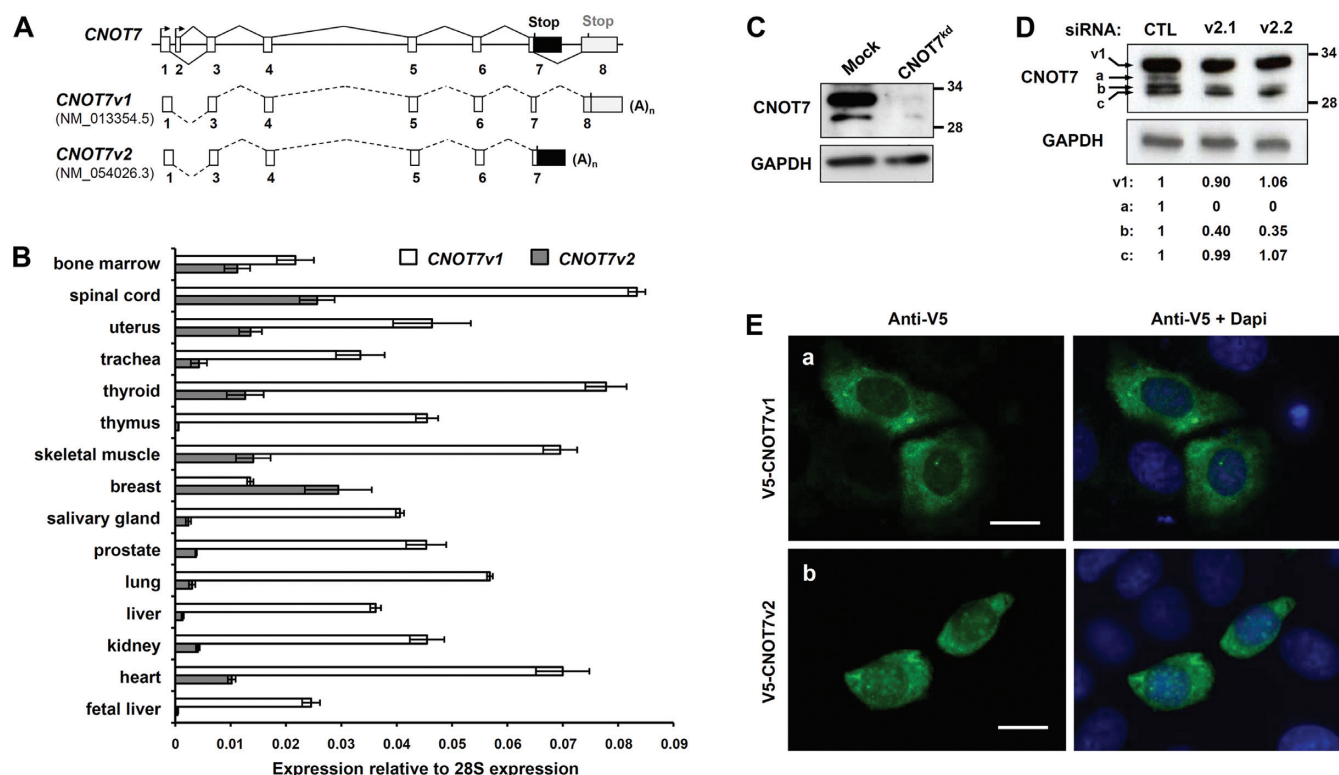 A
CNOT7
Stop
Stop
1 2 3 4 5 6 7 8
CNOT7v1
(NM_013354.5)
(A)n
1 3 4 5 6 7 8
CNOT7v2
(NM_054026.3)
(A)n
1 3 4 5 6 7
B
CNOT7v1
CNOT7v2
bone marrow
spinal cord
uterus
trachea
thyroid
thymus
skeletal muscle
breast
salivary gland
prostate
lung
liver
kidney
heart
fetal liver
0 0.01 0.02 0.03 0.04 0.05 0.06 0.07 0.08 0.09
Expression relative to 28S expression
C
Mock
CNOT7kd
CNOT7
34
28
GAPDH
D
siRNA: CTL v2.1 v2.2
CNOT7
v1
a
b
c
34
28
GAPDH
v1: 1 0.90 1.06
a: 1 0 0
b: 1 0.40 0.35
c: 1 0.99 1.07
E
Anti-V5
Anti-V5 + Dapi
V5-CNOT7v1
a
V5-CNOT7v2
b